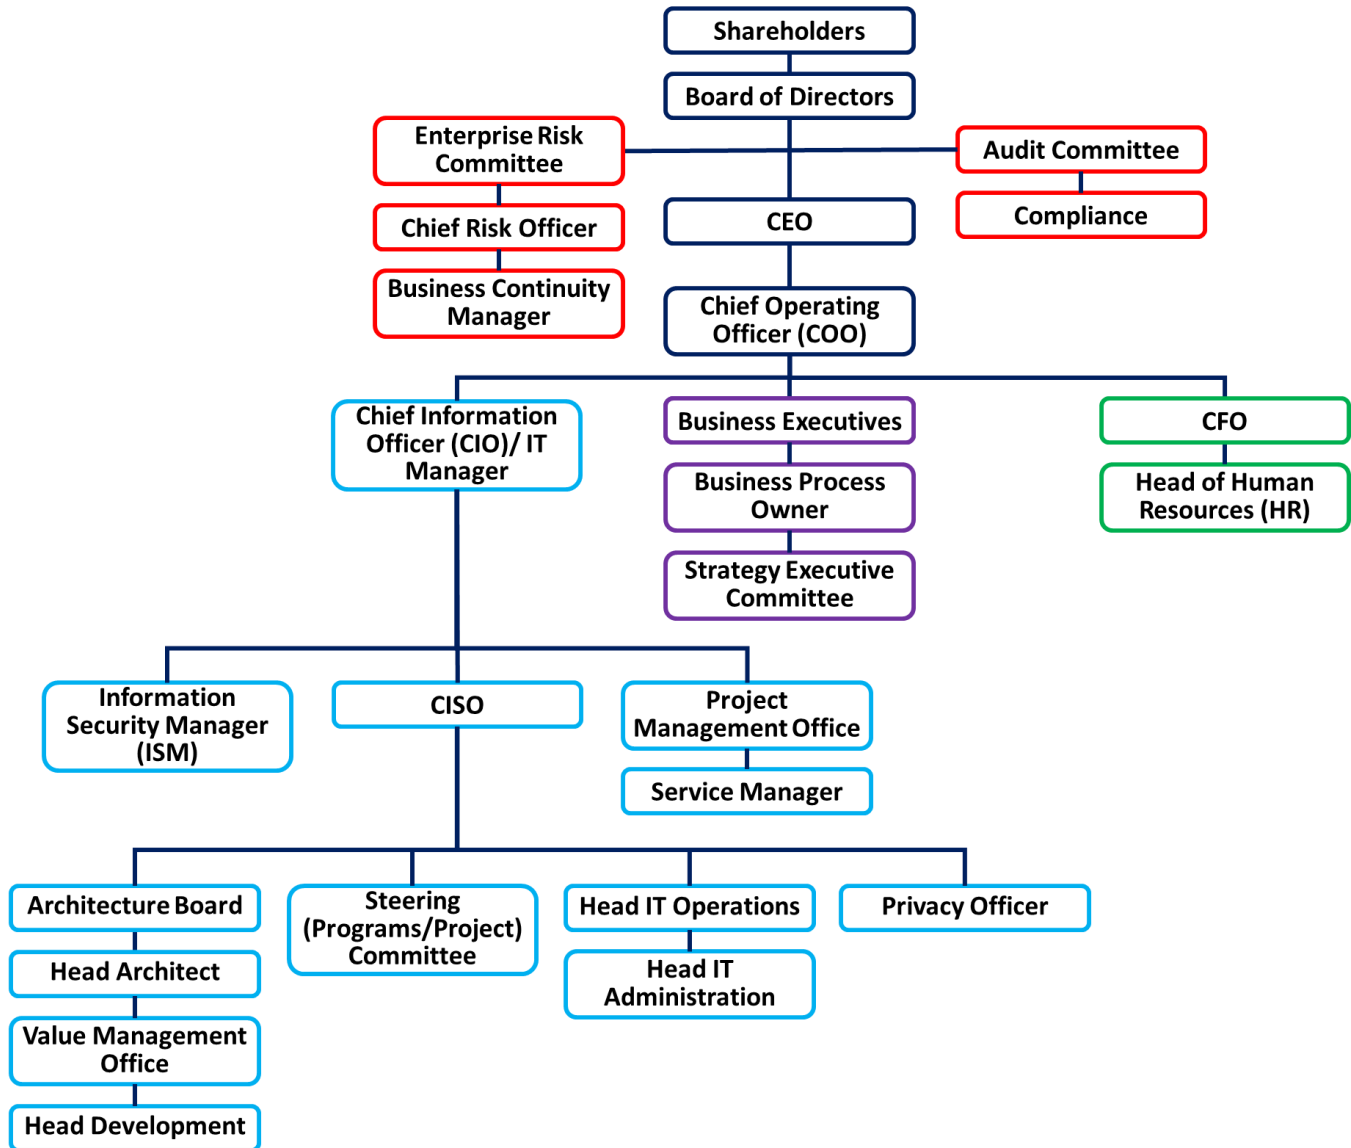 Shareholders
Board of Directors
Enterprise Risk
Committee
Audit Committee
Chief Risk Officer
CEO
Compliance
Business Continuity
Manager
Chief Operating
Officer (COO)
Chief Information
Officer (CIO)/ IT
Manager
Business Executives
CFO
Business Process
Owner
Head of Human
Resources (HR)
Strategy Executive
Committee
Information
Security Manager
(ISM)
CISO
Project
Management Office
Service Manager
Architecture Board
Steering
(Programs/Project)
Committee
Head IT Operations
Privacy Officer
Head Architect
Head IT
Administration
Value Management
Office
Head Development